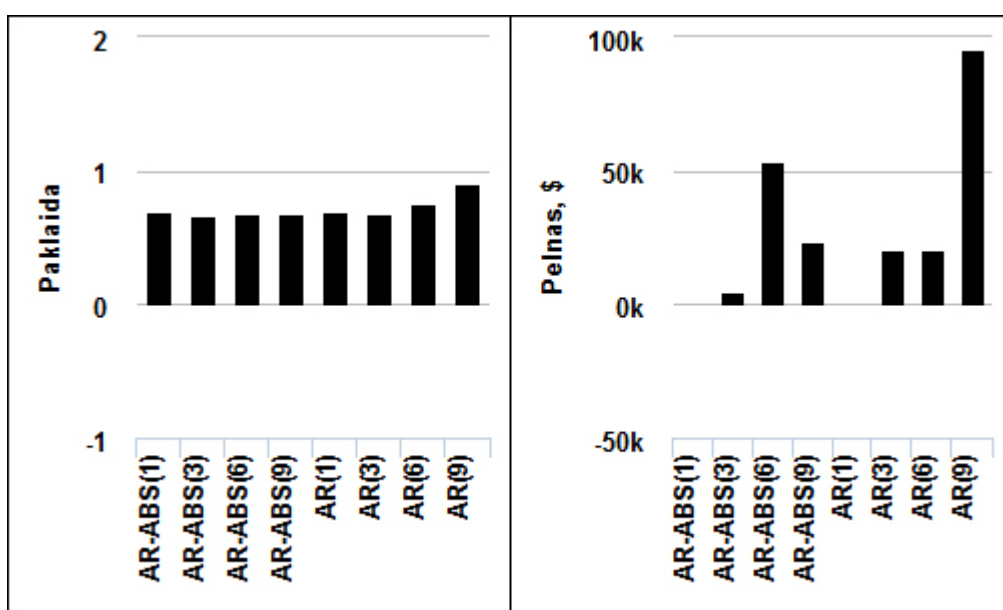 Paklaida
2
1
0
-1
AR-ABS(1)
AR-ABS(3)
AR-ABS(6)
AR-ABS(9)
AR(1)
AR(3)
AR(6)
AR(9)
Pelnas, $
100k
50k
0k
-50k
AR-ABS(1)
AR-ABS(3)
AR-ABS(6)
AR-ABS(9)
AR(1)
AR(3)
AR(6)
AR(9)